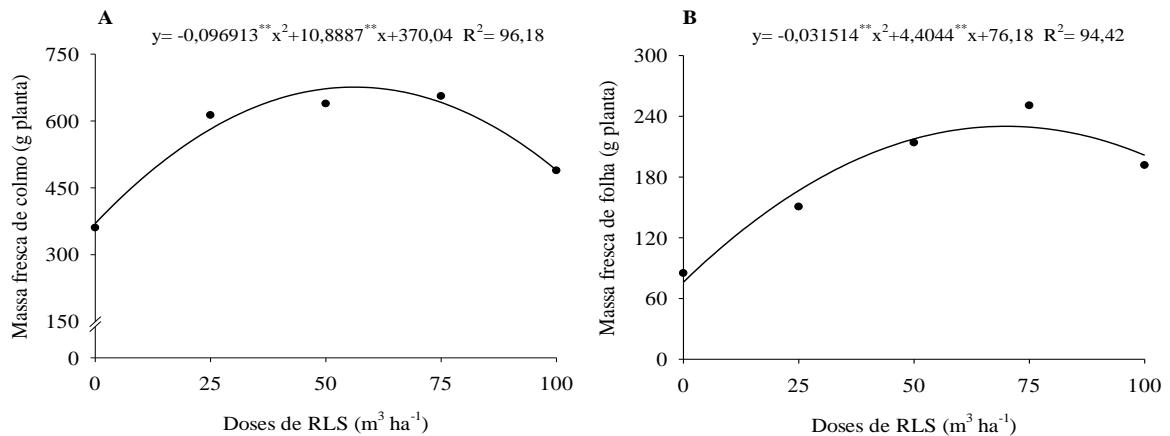 A
y= -0,096913**x²+10,8887**x+370,04 R²= 96,18
750
600
450
300
150
0
Massa fresca de colmo (g planta)
0 25 50 75 100
Doses de RLS (m³ ha⁻¹)
B
y= -0,031514**x²+4,4044**x+76,18 R²= 94,42
300
240
180
120
60
0
Massa fresca de folha (g planta)
0 25 50 75 100
Doses de RLS (m³ ha⁻¹)